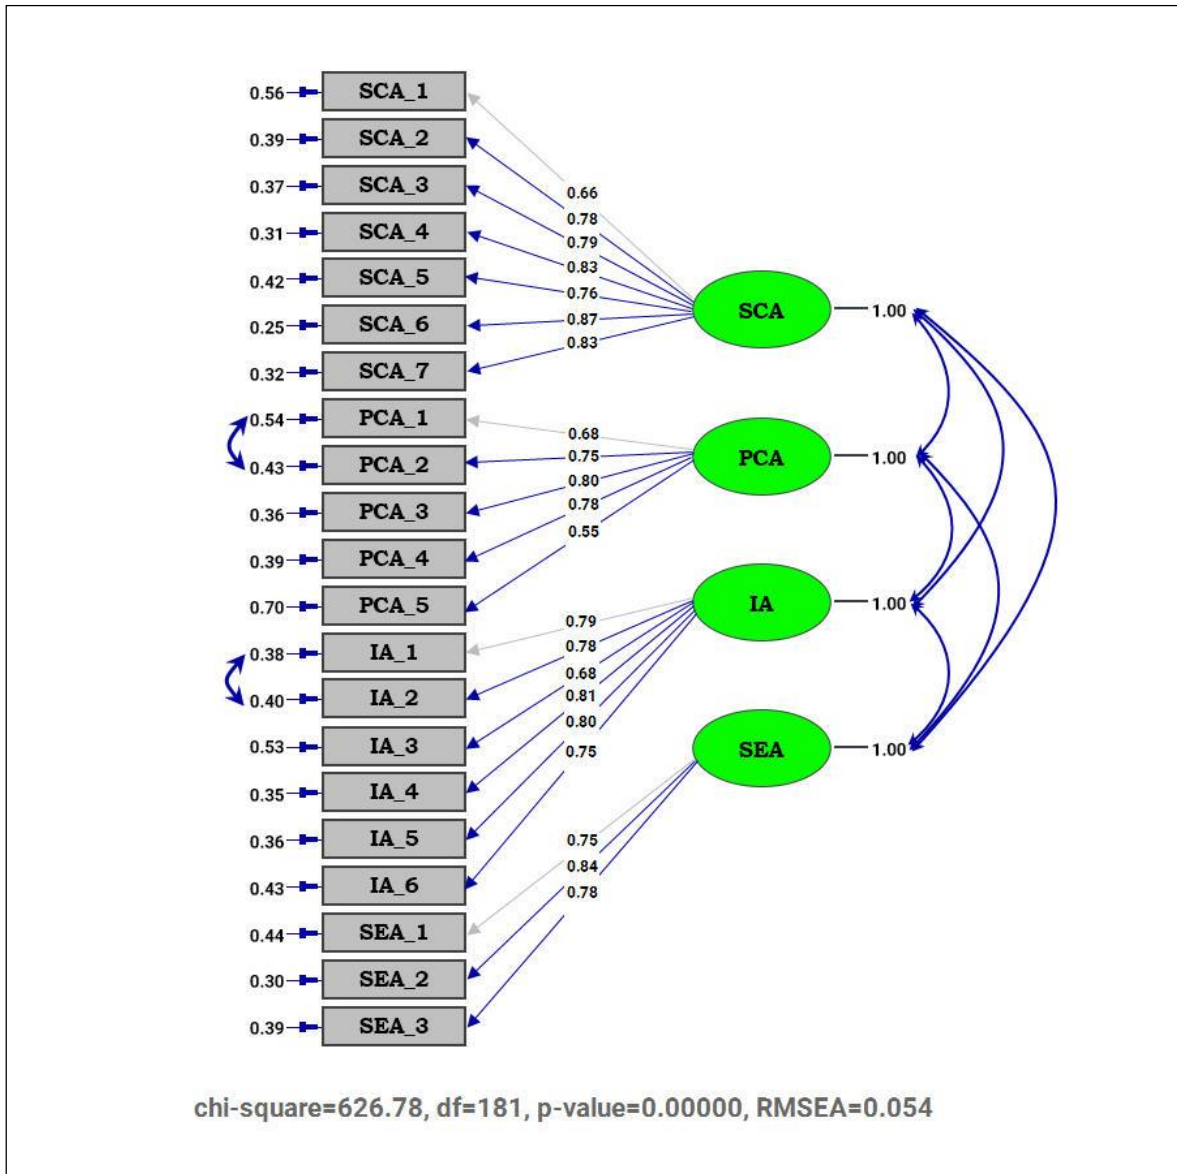 0.56 SCA_1
0.39 SCA_2
0.37 SCA_3
0.31 SCA_4
0.42 SCA_5
0.25 SCA_6
0.32 SCA_7
0.54 PCA_1
0.43 PCA_2
0.36 PCA_3
0.39 PCA_4
0.70 PCA_5
0.38 IA_1
0.40 IA_2
0.53 IA_3
0.35 IA_4
0.36 IA_5
0.43 IA_6
0.44 SEA_1
0.30 SEA_2
0.39 SEA_3
0.66
0.78
0.79
0.83
0.76
0.87
0.83
0.68
0.75
0.80
0.78
0.55
0.79
0.78
0.68
0.81
0.80
0.75
0.75
0.84
0.78
SCA 1.00
PCA 1.00
IA 1.00
SEA 1.00
chi-square=626.78, df=181, p-value=0.00000, RMSEA=0.054